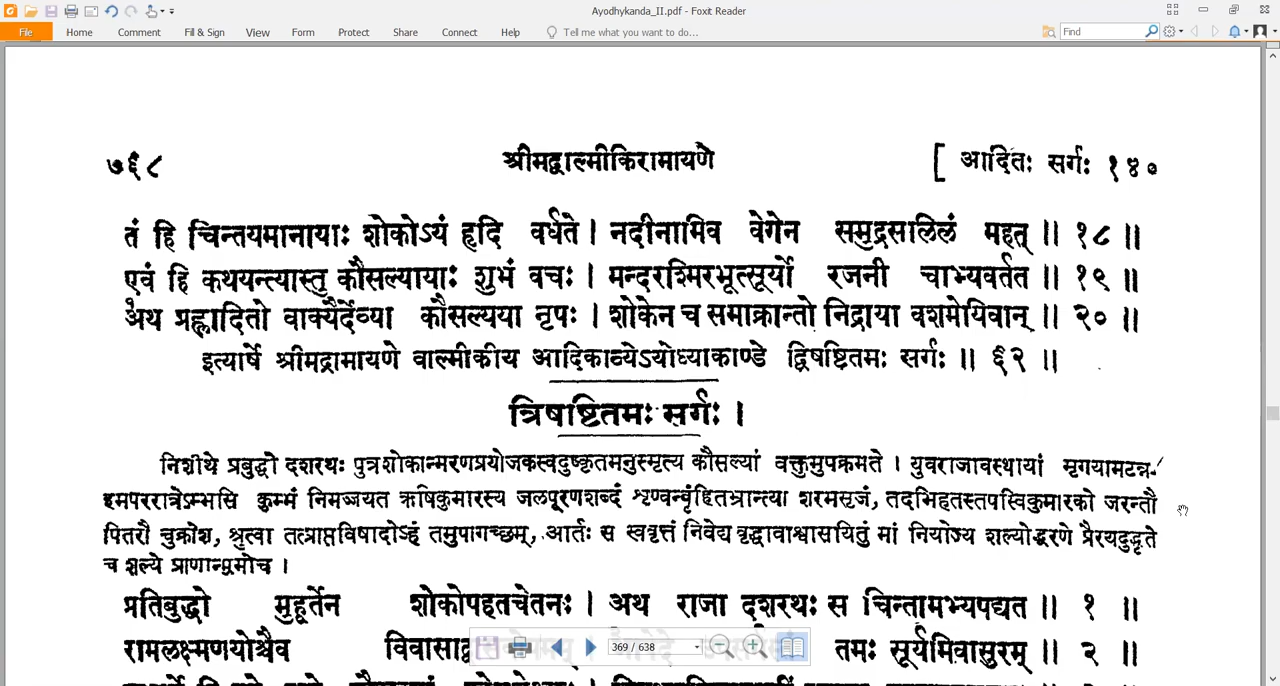 Ayodhykanda_II.pdf - Foxit Reader
File Home Comment Fill & Sign View Form Protect Share Connect Help Tell me what you want to do... Find
७६८ श्रीमद्वाल्मीकिरामायणे [ आदितः सर्गः १४०
तं हि चिन्तयमानायाः शोकोऽयं हृदि वर्धते । नदीनामिव वेगेन समुद्रसलिलं महत् ॥ १८ ॥
एवं हि कथयन्त्यास्तु कौसल्यायाः शुभं वचः । मन्दरश्मिरभूत्सूर्यो रजनी चाभ्यवर्तत ॥ १९ ॥
अथ प्रह्लादितो वाक्यैर्देव्या कौसल्यया नृपः । शोकेन च समाक्रान्तो निद्राया वशमेयिवान् ॥ २० ॥
इत्यार्षे श्रीमद्रामायणे वाल्मीकीय आदिकाव्येऽयोध्याकाण्डे द्विषष्टितमः सर्गः ॥ ६२ ॥
त्रिषष्टितमः सर्गः ।
निशीथे प्रबुद्धो दशरथः पुत्रशोकान्मरणप्रयोजकस्वदुष्कृतमनुस्मृत्य कौसल्यां वक्तुमुपक्रमते । युवराजावस्थायां मृगयामटन्न-
हमपररात्रेऽम्भसि कुम्भं निमज्जयत ऋषिकुमारस्य जलपूरणशब्दं शृण्वन्बृंहितभ्रान्त्या शरमसृजं, तदभिहतस्तपस्विकुमारको जरन्तौ
पितरौ चुक्रोश, श्रुत्वा तत्प्राप्तविषादोऽहं तमुपागच्छम्, आर्तः स स्ववृत्तं निवेद्य वृद्धावाश्वासयितुं मां नियोज्य शल्योद्धरणे प्रैरयदुद्धृते
च शल्ये प्राणान्मुमोच ।
प्रतिबुद्धो मुहूर्तेन शोकोपहतचेतनः । अथ राजा दशरथः स चिन्तामभ्यपद्यत ॥ १ ॥
रामलक्ष्मणयोश्चैव तमः सूर्यमिवासुरम् ॥ २ ॥
369 / 638